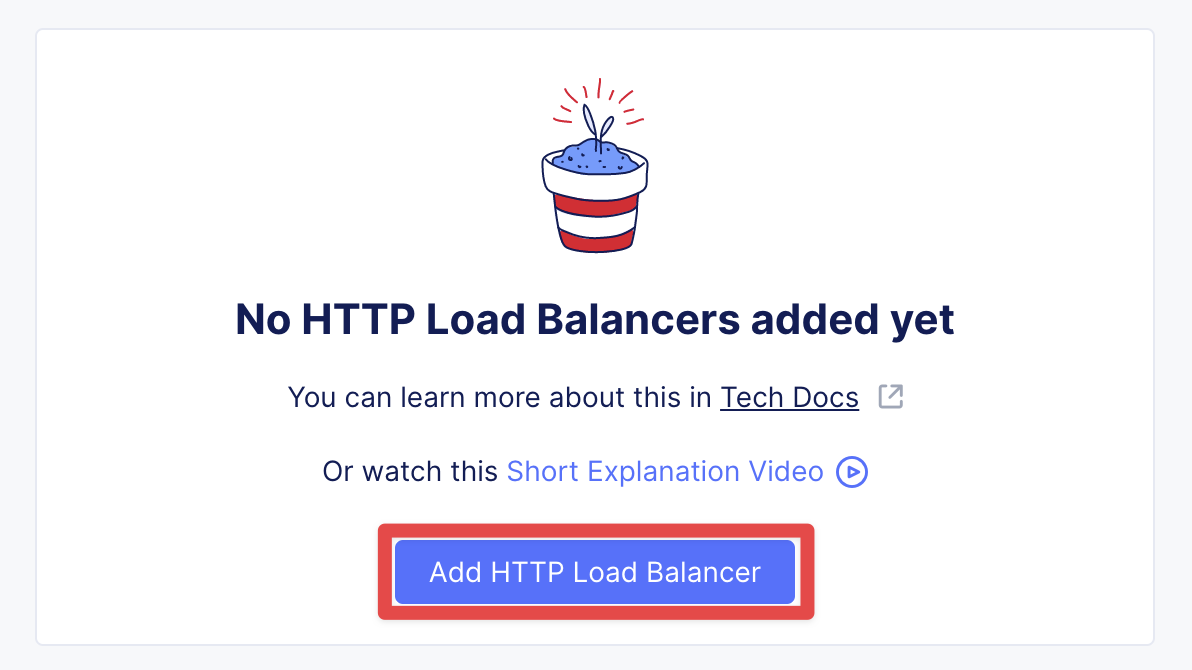 No HTTP Load Balancers added yet
You can learn more about this in Tech Docs
Or watch this Short Explanation Video
Add HTTP Load Balancer